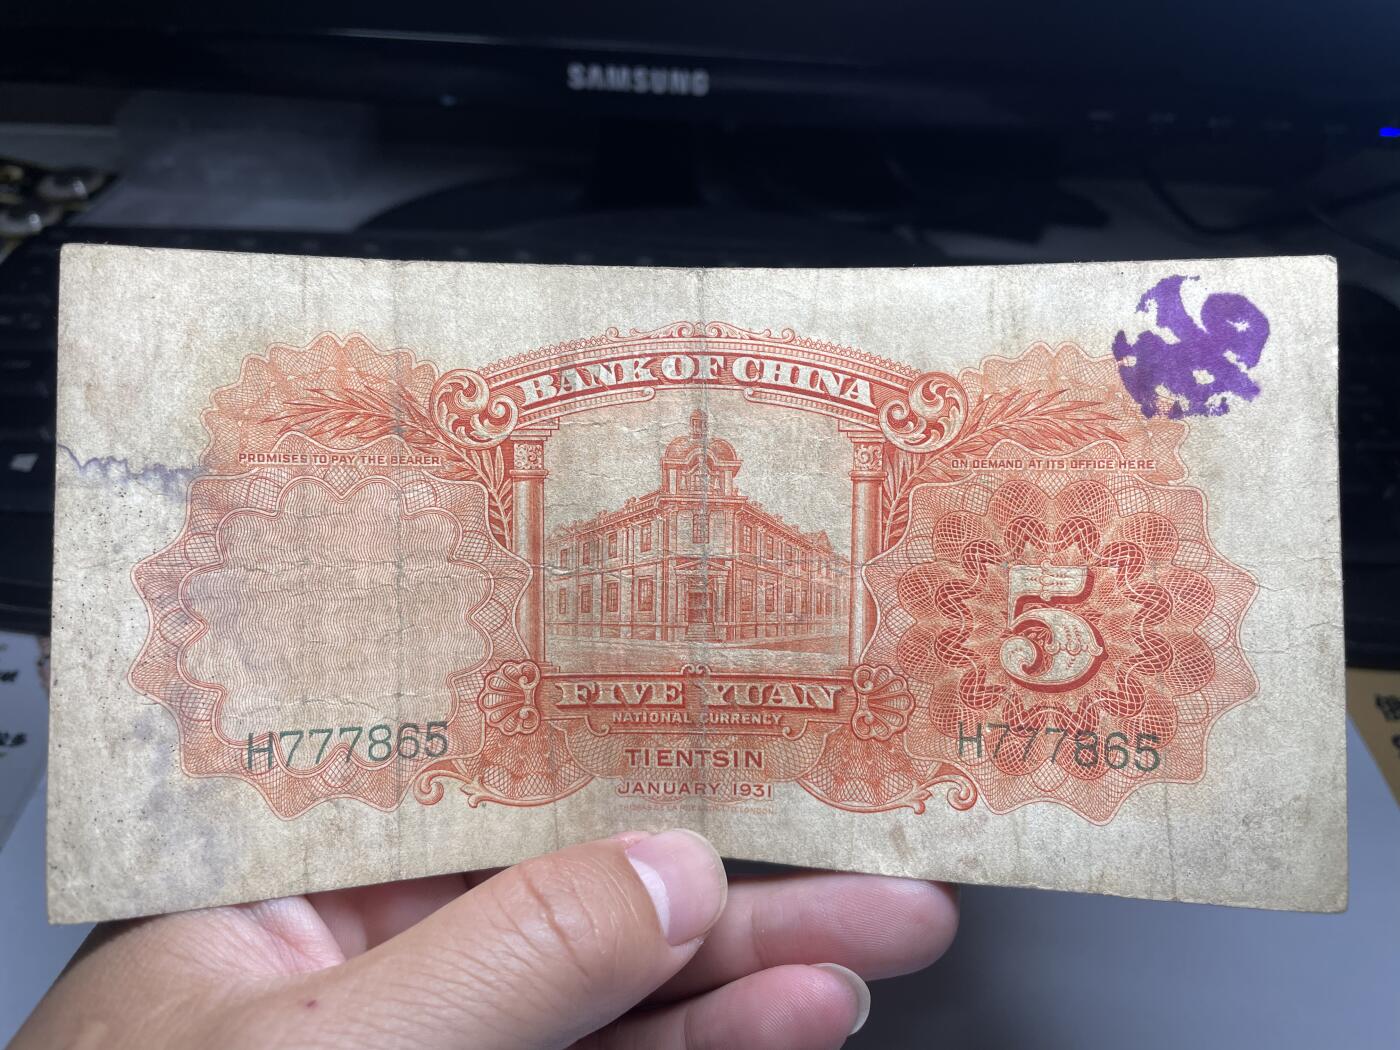 SAMSUNG
BANK OF CHINA
PROMISES TO PAY THE BEARER
ON DEMAND AT ITS OFFICE HERE
5
FIVE YUAN
NATIONAL CURRENCY
H777865
H777865
TIENTSIN
JANUARY 1931